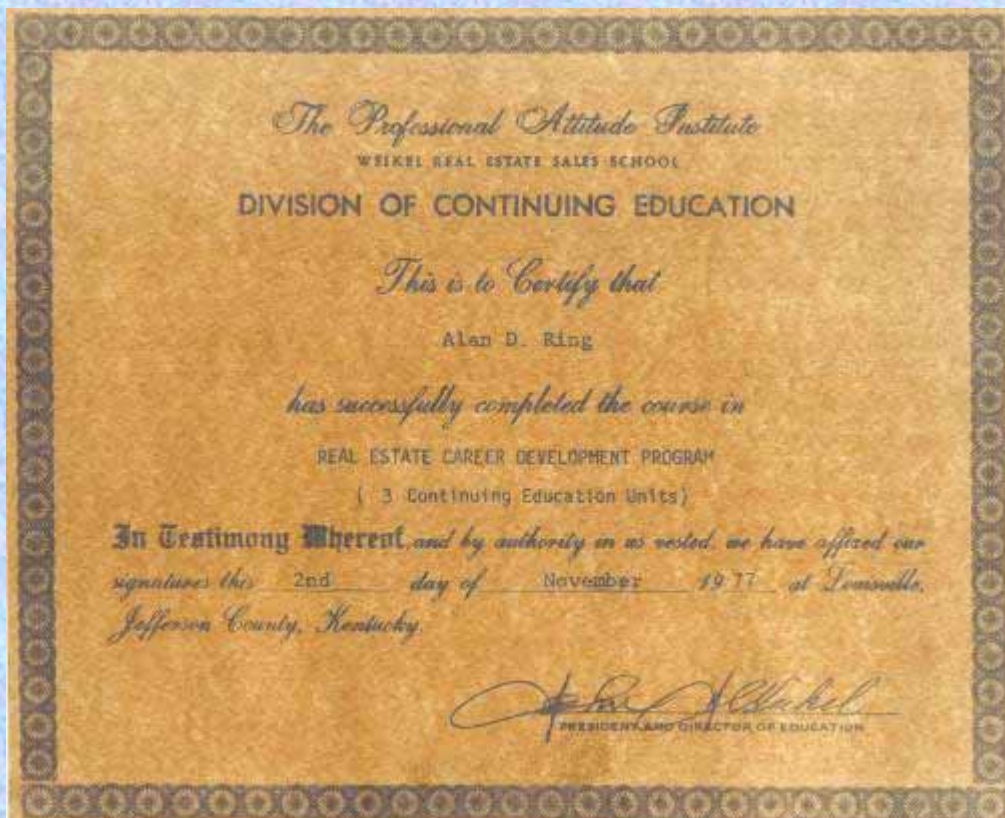 The Professional Attitude Institute
WEIKEL REAL ESTATE SALES SCHOOL
DIVISION OF CONTINUING EDUCATION
This is to Certify that
Alan D. Ring
has successfully completed the course in
REAL ESTATE CAREER DEVELOPMENT PROGRAM
( 3 Continuing Education Units)
In Testimony Whereof, and by authority in us vested, we have affixed our
signatures this 2nd day of November 1977 at Louisville,
Jefferson County, Kentucky.
PRESIDENT AND DIRECTOR OF EDUCATION